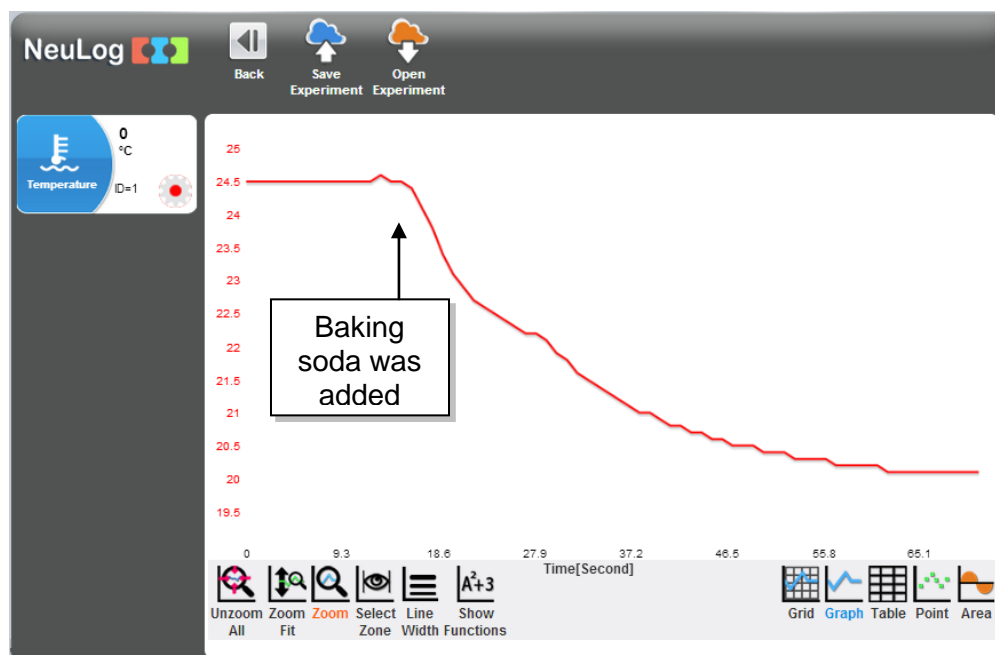 NeuLog
Back
Save
Experiment
Open
Experiment
0
°C
Temperature
ID=1
25
24.5
24
23.5
23
22.5
22
21.5
21
20.5
20
19.5
Baking
soda was
added
0 9.3 18.6 27.9 37.2 46.5 55.8 65.1
Time[Second]
A²+3
Unzoom
All
Zoom
Fit
Zoom
Select
Zone
Line
Width
Show
Functions
Grid
Graph
Table
Point
Area